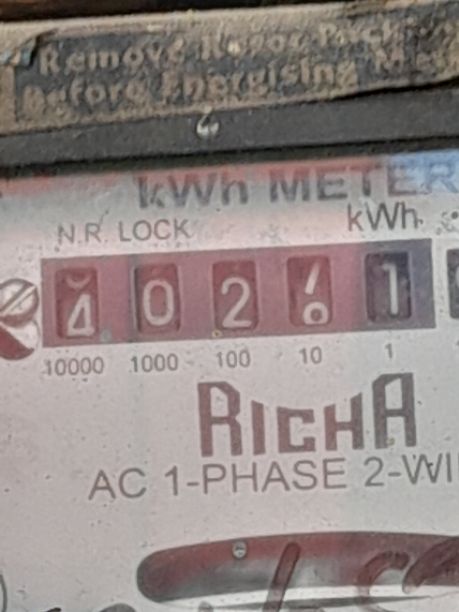 Remove
Before Energising
kWh METER
N.R. LOCK kWh
4 0 2 1
10000 1000 100 10 1
RICHA
AC 1-PHASE 2-WI